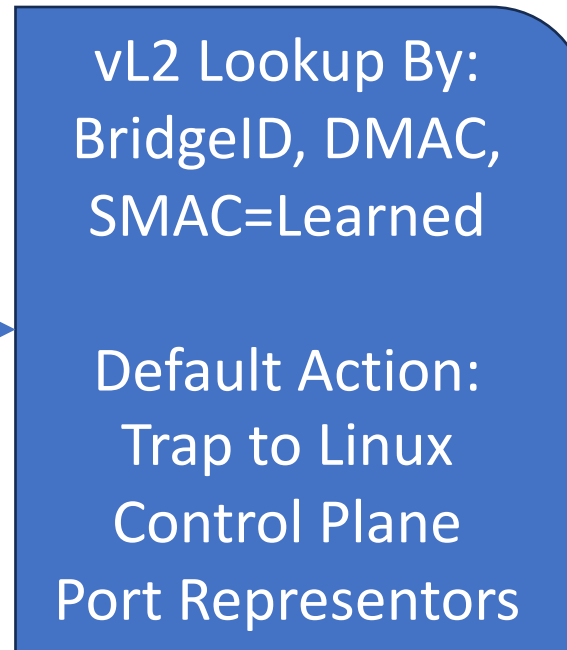 vL2 Lookup By:
BridgeID, DMAC,
SMAC=Learned
Default Action:
Trap to Linux
Control Plane
Port Representors